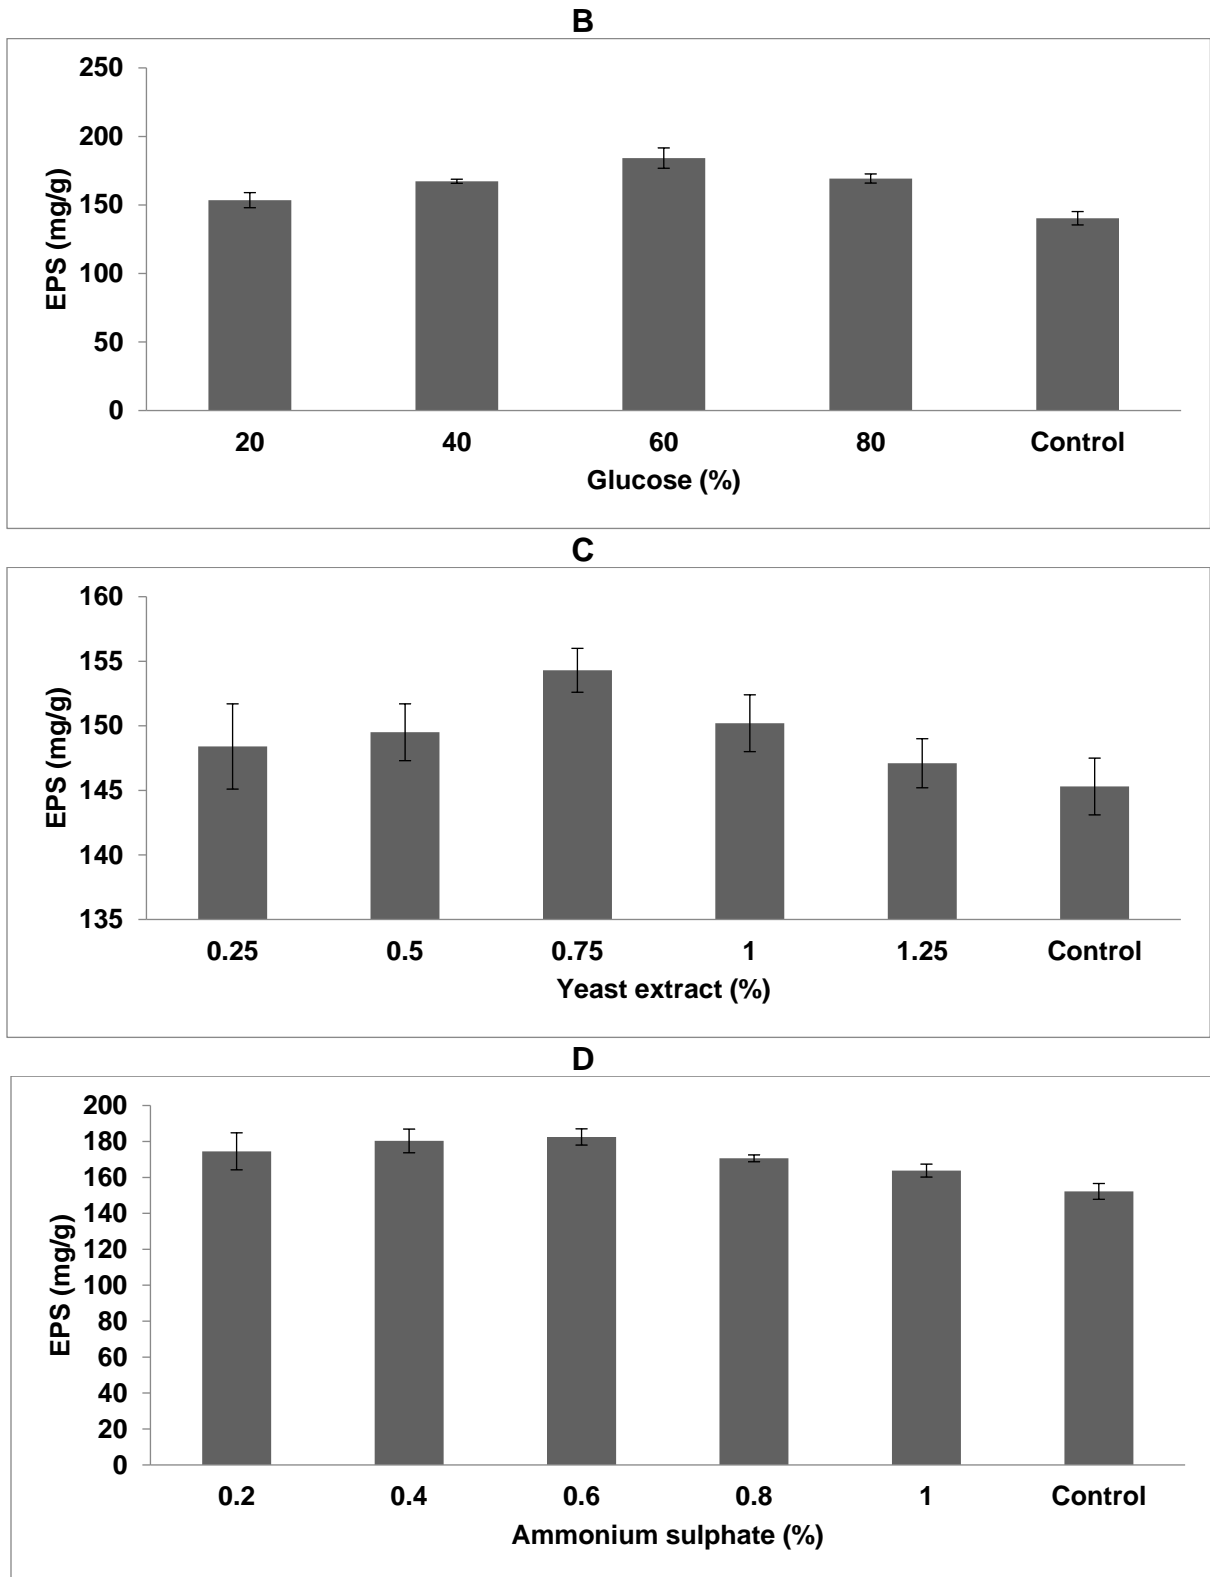 B
250
200
150
100
50
0
EPS (mg/g)
20 40 60 80 Control
Glucose (%)
C
160
155
150
145
140
135
EPS (mg/g)
0.25 0.5 0.75 1 1.25 Control
Yeast extract (%)
D
200
180
160
140
120
100
80
60
40
20
0
EPS (mg/g)
0.2 0.4 0.6 0.8 1 Control
Ammonium sulphate (%)